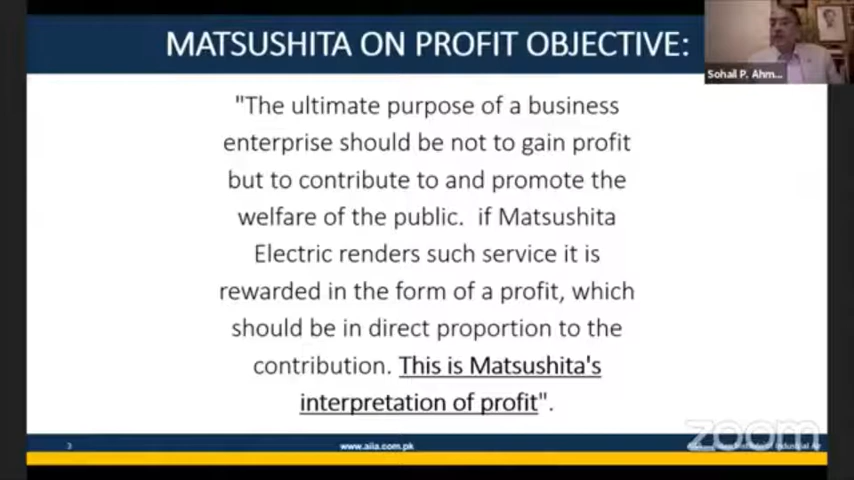 MATSUSHITA ON PROFIT OBJECTIVE:
Sohail P. Ahm...
"The ultimate purpose of a business
enterprise should be not to gain profit
but to contribute to and promote the
welfare of the public.  if Matsushita
Electric renders such service it is
rewarded in the form of a profit, which
should be in direct proportion to the
contribution. This is Matsushita's
interpretation of profit".
zoom
3
www.aiia.com.pk